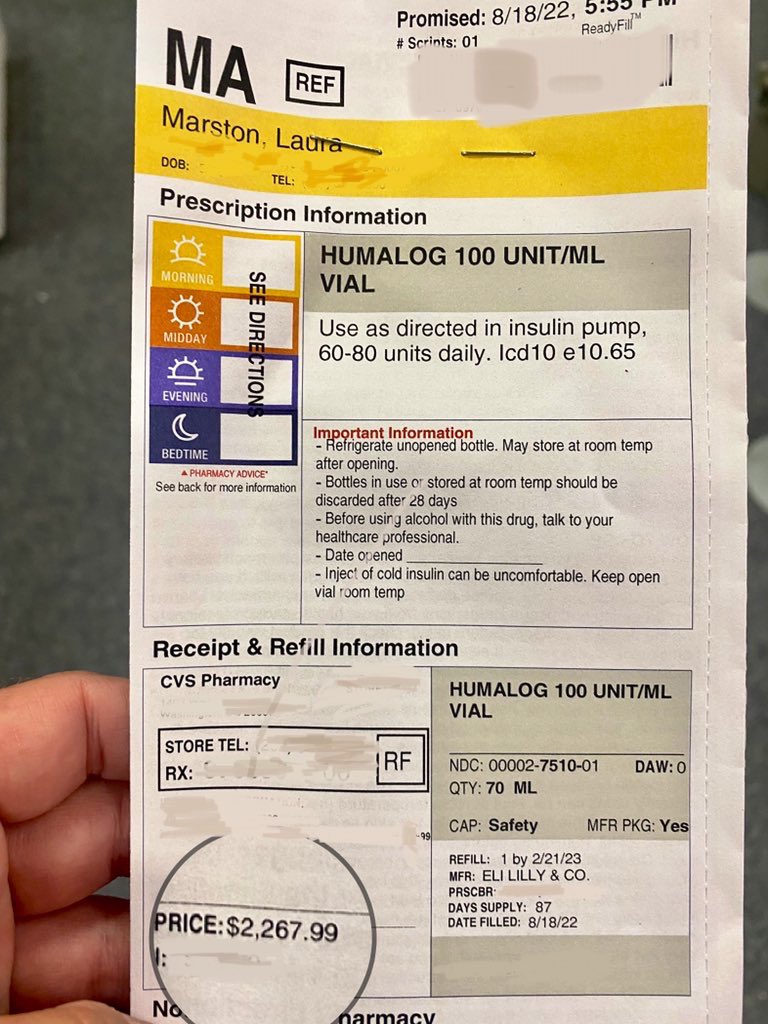 Promised: 8/18/22, 5:55 PM
ReadyFill™
# Scripts: 01
MA
REF
Marston, Laura
DOB:
TEL:
Prescription Information
MORNING
MIDDAY
EVENING
BEDTIME
SEE DIRECTIONS
▲ PHARMACY ADVICE*
See back for more information
HUMALOG 100 UNIT/ML
VIAL
Use as directed in insulin pump,
60-80 units daily. Icd10 e10.65
Important Information
- Refrigerate unopened bottle. May store at room temp
after opening.
- Bottles in use or stored at room temp should be
discarded after 28 days
- Before using alcohol with this drug, talk to your
healthcare professional.
- Date opened _______________
- Inject of cold insulin can be uncomfortable. Keep open
vial room temp
Receipt & Refill Information
CVS Pharmacy
STORE TEL:
RX:
RF
99
PRICE:$2,267.99
HUMALOG 100 UNIT/ML
VIAL
NDC: 00002-7510-01 DAW: 0
QTY: 70 ML
CAP: Safety MFR PKG: Yes
REFILL: 1 by 2/21/23
MFR: ELI LILLY & CO.
PRSCBR:
DAYS SUPPLY: 87
DATE FILLED: 8/18/22